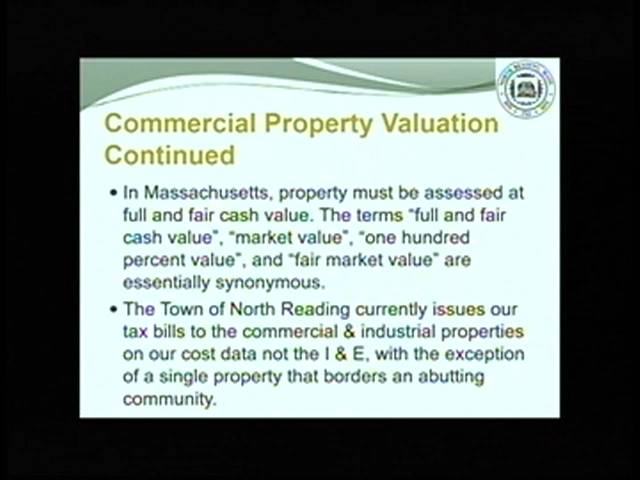 Commercial Property Valuation
Continued
• In Massachusetts, property must be assessed at
full and fair cash value. The terms “full and fair
cash value”, “market value”, “one hundred
percent value”, and “fair market value” are
essentially synonymous.
• The Town of North Reading currently issues our
tax bills to the commercial & industrial properties
on our cost data not the I & E, with the exception
of a single property that borders an abutting
community.